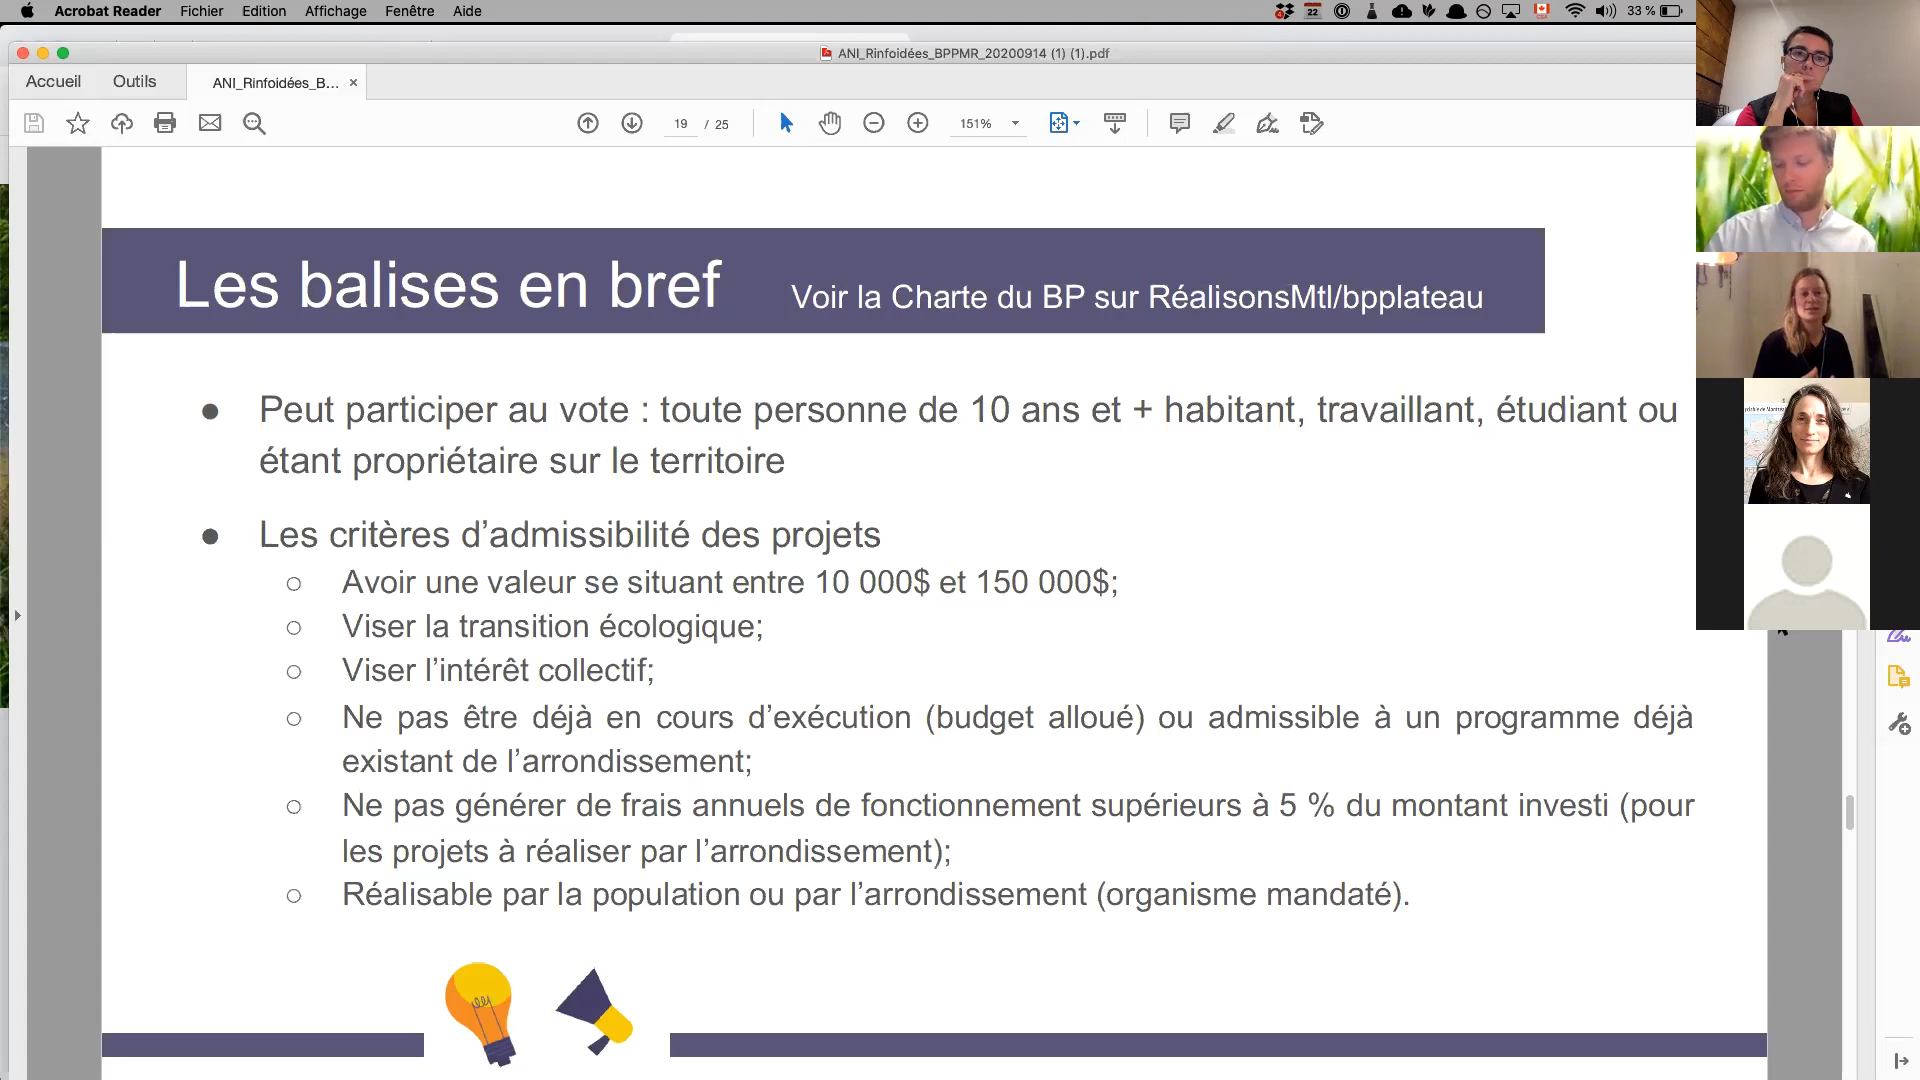 Acrobat Reader Fichier Edition Affichage Fenêtre Aide 22 33 %
ANI_Rinfoidées_BPPMR_20200914 (1) (1).pdf
Accueil Outils ANI_Rinfoidées_B... ×
19 / 25 151%
Les balises en bref Voir la Charte du BP sur RéalisonsMtl/bpplateau
● Peut participer au vote : toute personne de 10 ans et + habitant, travaillant, étudiant ou
étant propriétaire sur le territoire
● Les critères d’admissibilité des projets
○ Avoir une valeur se situant entre 10 000$ et 150 000$;
○ Viser la transition écologique;
○ Viser l’intérêt collectif;
○ Ne pas être déjà en cours d’exécution (budget alloué) ou admissible à un programme déjà
existant de l’arrondissement;
○ Ne pas générer de frais annuels de fonctionnement supérieurs à 5 % du montant investi (pour
les projets à réaliser par l’arrondissement);
○ Réalisable par la population ou par l’arrondissement (organisme mandaté).